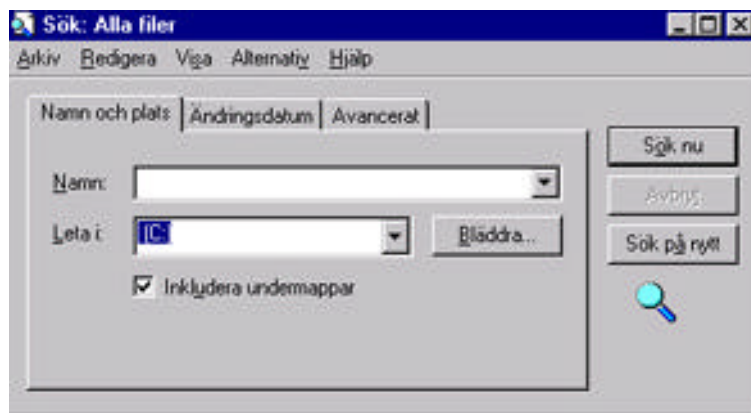 Sök: Alla filer
Arkiv Redigera Visa Alternativ Hjälp
Namn och plats Ändringsdatum Avancerat
Sök nu
Namn:
Avbryt
Leta i: (C:) Bläddra...
Sök på nytt
Inkludera undermappar